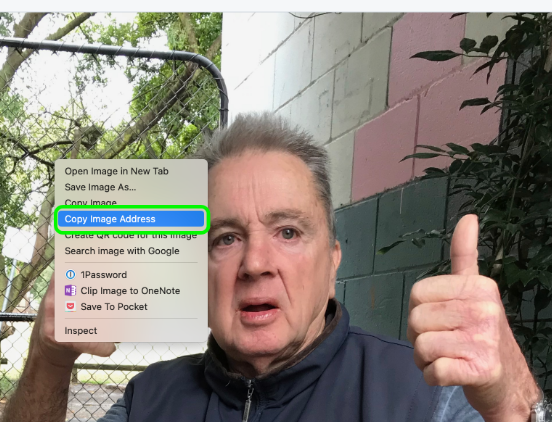 Open Image in New Tab
Save Image As...
Copy Image
Copy Image Address
Create QR code for this Image
Search image with Google
1Password
Clip Image to OneNote
Save To Pocket
Inspect